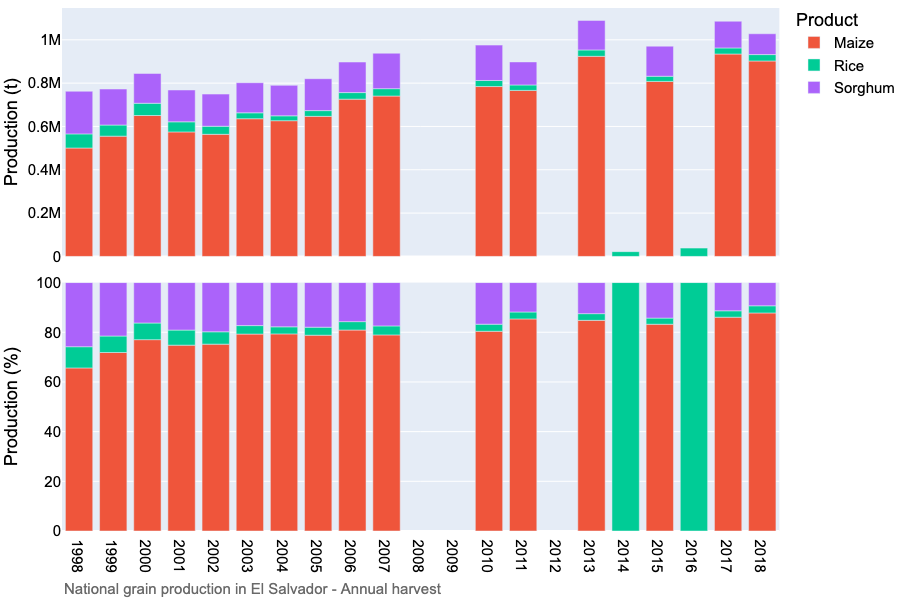 Product
Maize
Rice
Sorghum
Production (t)
1M
0.8M
0.6M
0.4M
0.2M
0
Production (%)
100
80
60
40
20
0
1998
1999
2000
2001
2002
2003
2004
2005
2006
2007
2008
2009
2010
2011
2012
2013
2014
2015
2016
2017
2018
National grain production in El Salvador - Annual harvest